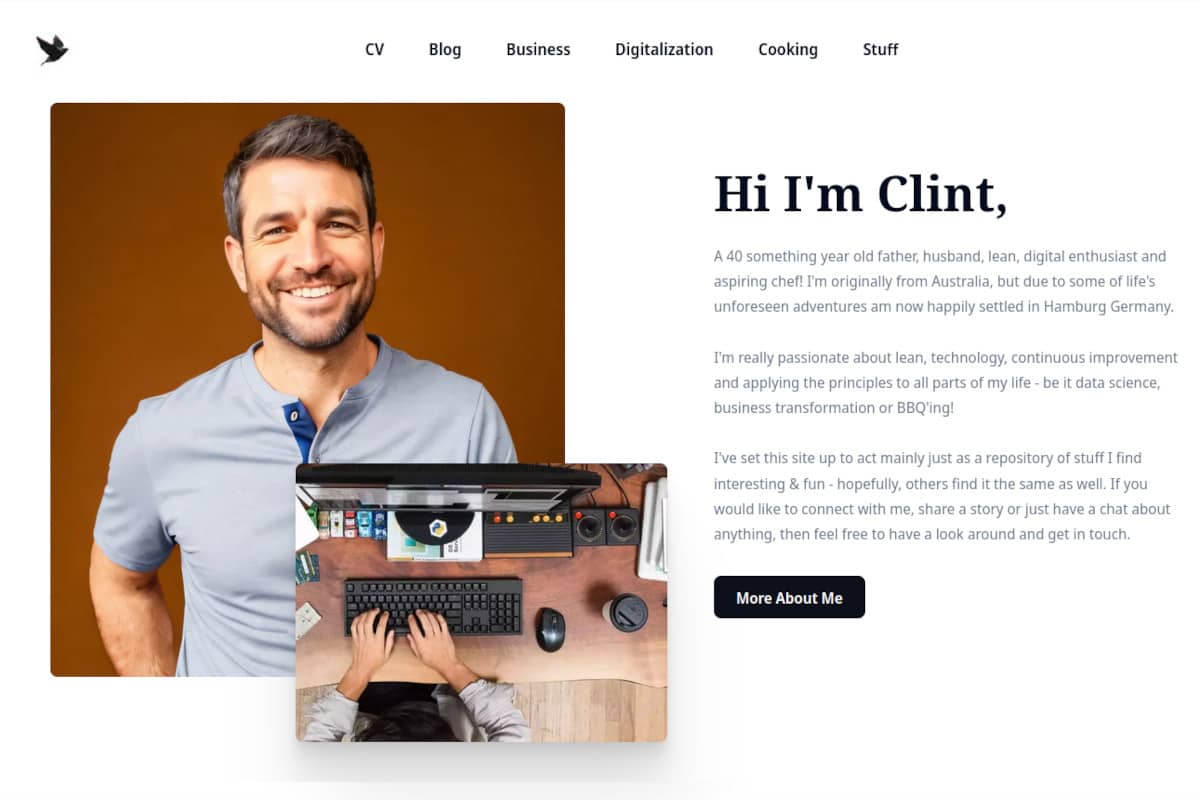 CV Blog Business Digitalization Cooking Stuff
Hi I'm Clint,
A 40 something year old father, husband, lean, digital enthusiast and
aspiring chef! I'm originally from Australia, but due to some of life's
unforeseen adventures am now happily settled in Hamburg Germany.
I'm really passionate about lean, technology, continuous improvement
and applying the principles to all parts of my life - be it data science,
business transformation or BBQ'ing!
I've set this site up to act mainly just as a repository of stuff I find
interesting & fun - hopefully, others find it the same as well. If you
would like to connect with me, share a story or just have a chat about
anything, then feel free to have a look around and get in touch.
More About Me